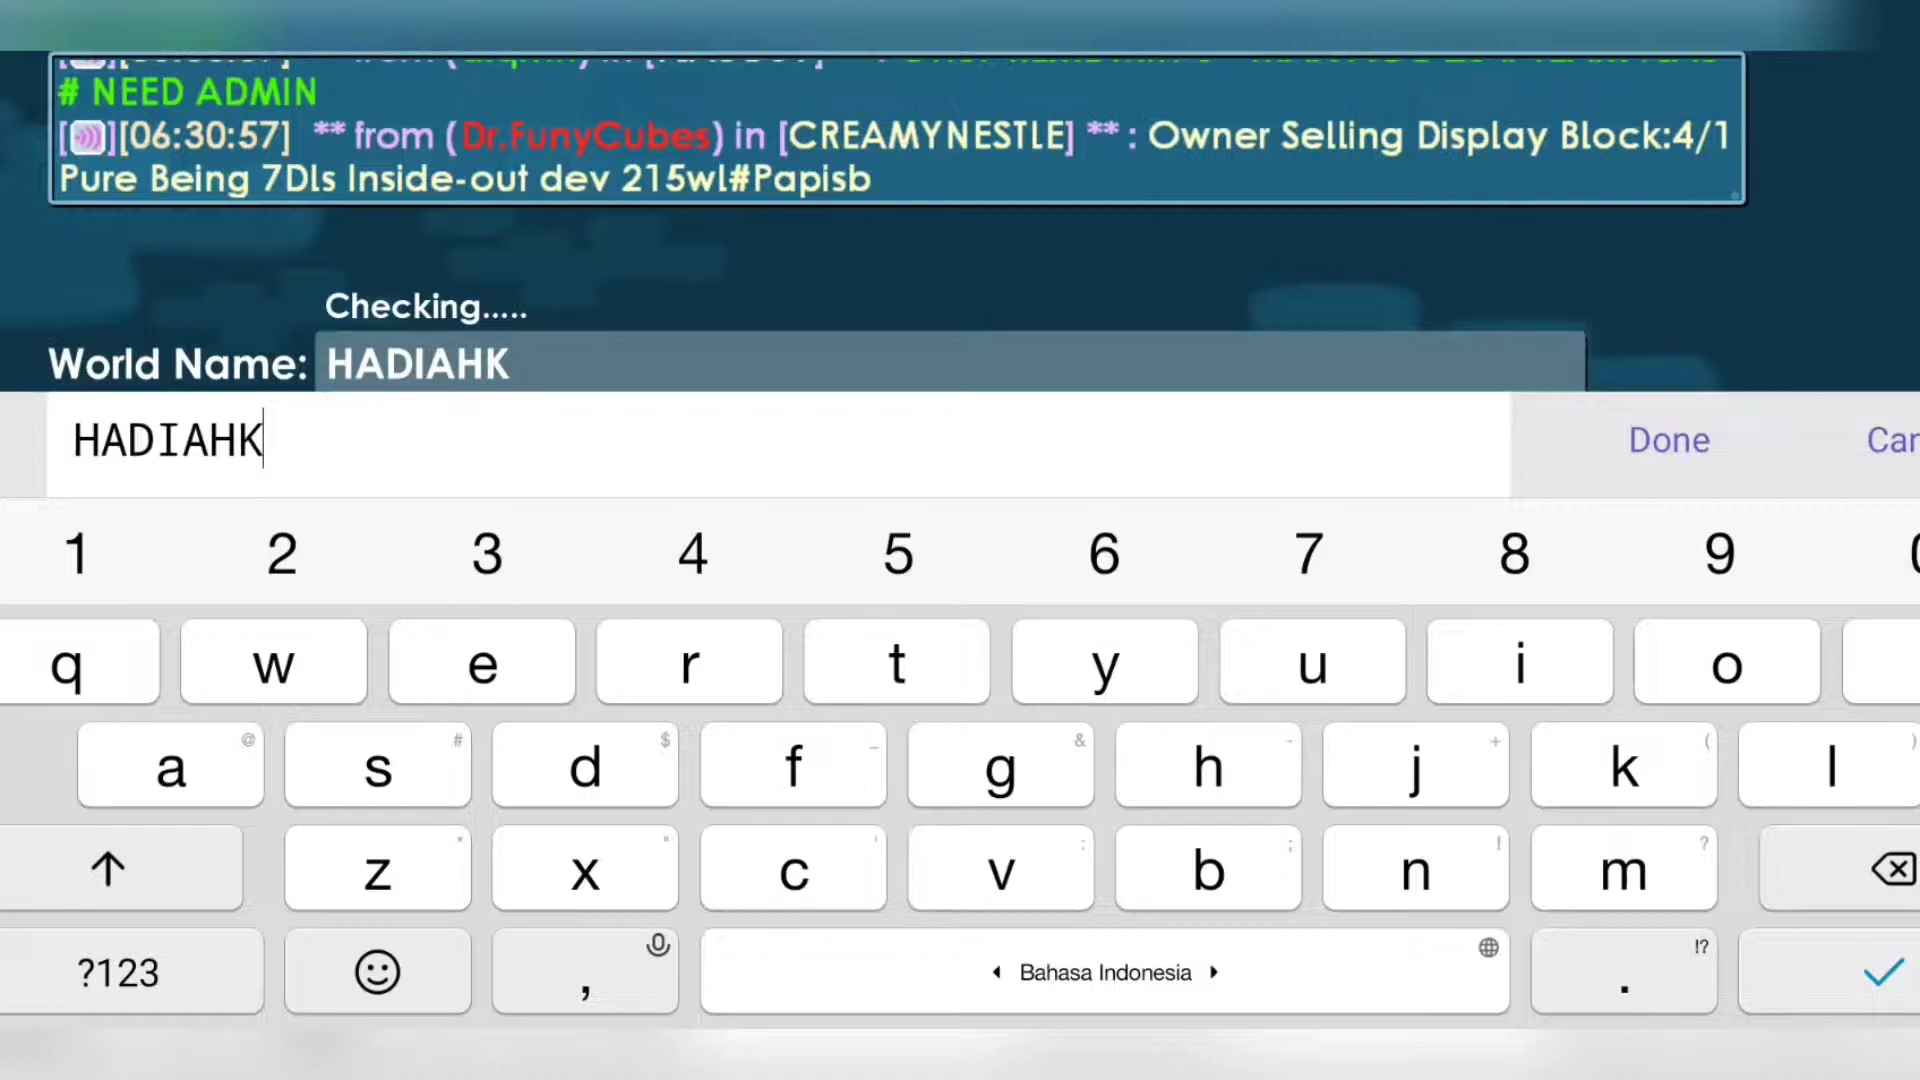 # NEED ADMIN
[06:30:57] ** from (Dr.FunyCubes) in [CREAMYNESTLE] ** : Owner Selling Display Block:4/1
Pure Being 7Dls Inside-out dev 215wl#Papisb
Checking.....
World Name: HADIAHK
HADIAHK
Done
1 2 3 4 5 6 7 8 9
q w e r t y u i o
a s d f g h j k l
z x c v b n m
?123 , Bahasa Indonesia . !?